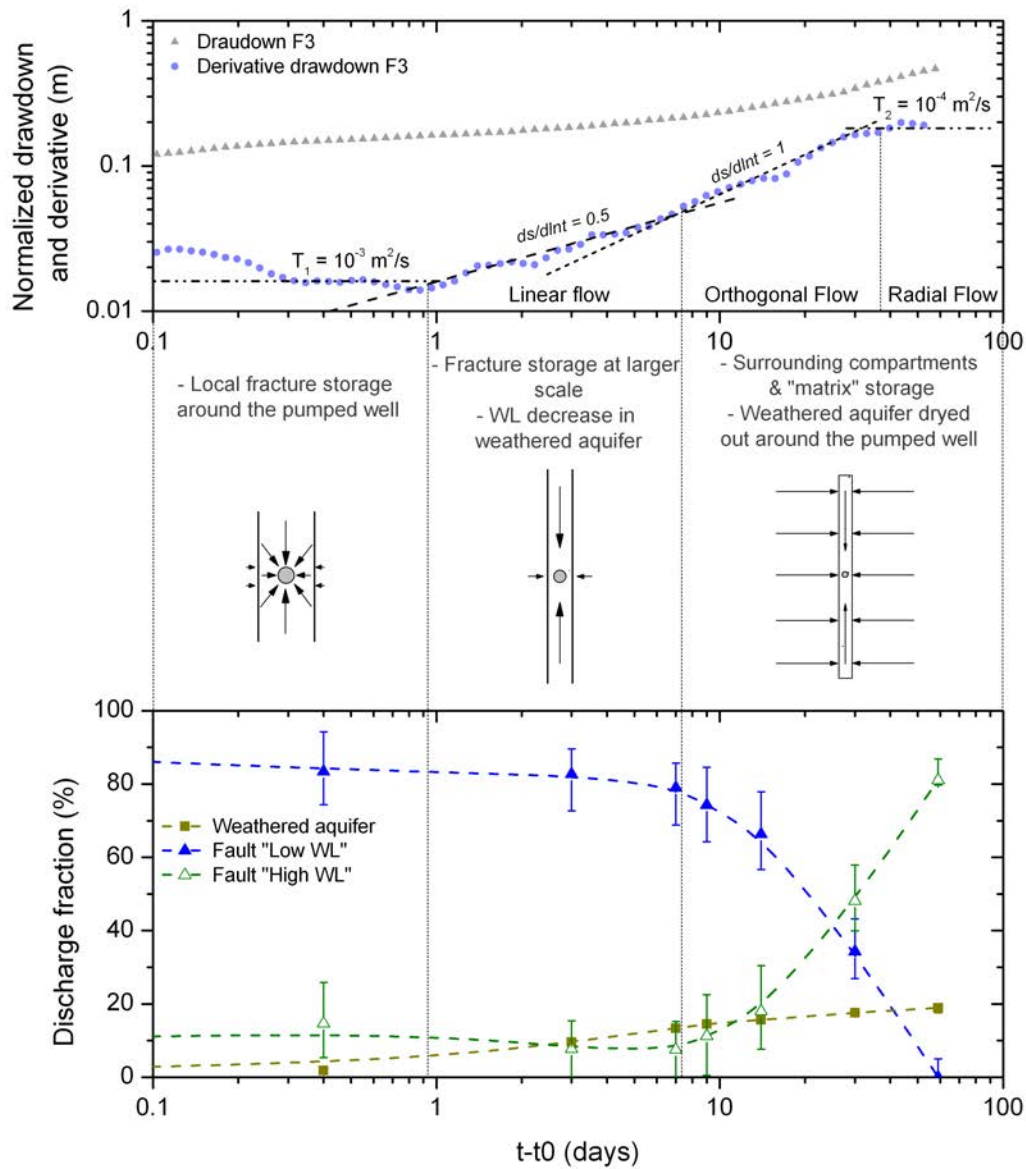 1
0.1
0.01
Normalized drawdown
and derivative (m)
Draudown F3
Derivative drawdown F3
T₂ = 10⁻⁴ m²/s
ds/dlnt = 1
ds/dlnt = 0.5
T₁ = 10⁻³ m²/s
Linear flow
Orthogonal Flow
Radial Flow
0.1
1
10
100
- Local fracture storage
around the pumped well
- Fracture storage at larger
scale
- WL decrease in
weathered aquifer
- Surrounding compartments
& "matrix" storage
- Weathered aquifer dryed
out around the pumped well
100
80
60
40
20
0
Discharge fraction (%)
Weathered aquifer
Fault "Low WL"
Fault "High WL"
0.1
1
10
100
t-t0 (days)